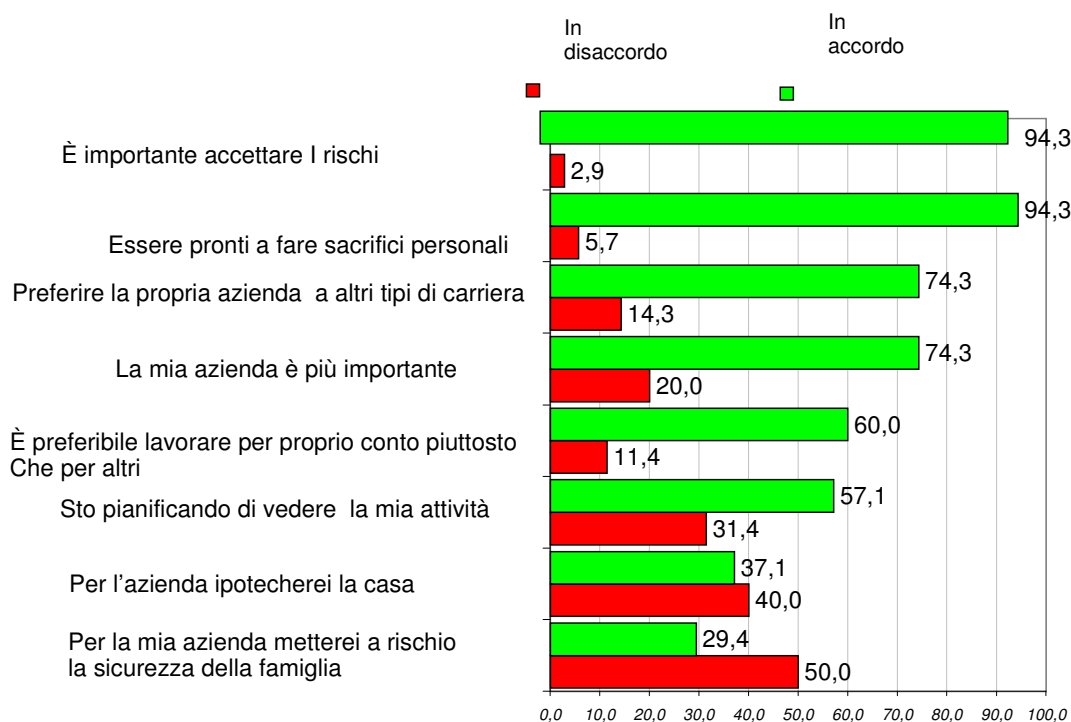 In
disaccordo
In
accordo
È importante accettare I rischi
94,3
2,9
Essere pronti a fare sacrifici personali
94,3
5,7
Preferire la propria azienda a altri tipi di carriera
74,3
14,3
La mia azienda è più importante
74,3
20,0
È preferibile lavorare per proprio conto piuttosto
Che per altri
60,0
11,4
Sto pianificando di vedere la mia attività
57,1
31,4
Per l'azienda ipotecherei la casa
37,1
40,0
Per la mia azienda metterei a rischio
la sicurezza della famiglia
29,4
50,0
0,0 10,0 20,0 30,0 40,0 50,0 60,0 70,0 80,0 90,0 100,0